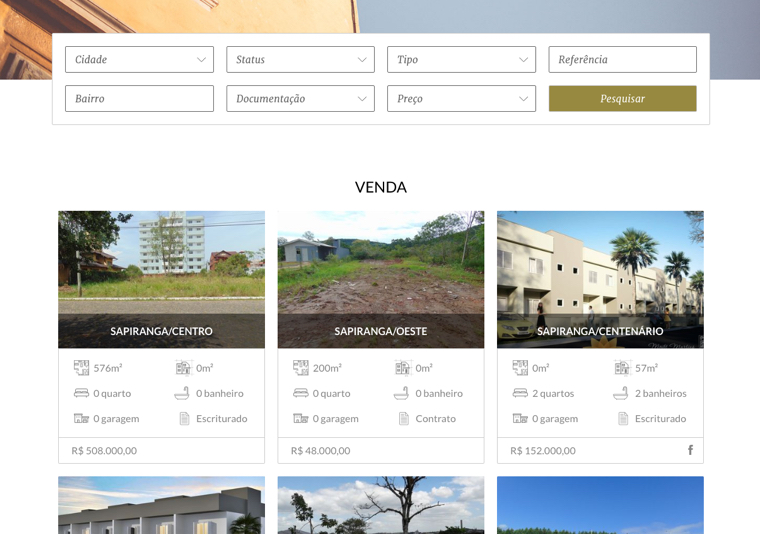 Cidade
Status
Tipo
Referência
Bairro
Documentação
Preço
Pesquisar
VENDA
SAPIRANGA/CENTRO
576m²
0m²
0 quarto
0 banheiro
0 garagem
Escriturado
R$ 508.000,00
SAPIRANGA/OESTE
200m²
0m²
0 quarto
0 banheiro
0 garagem
Contrato
R$ 48.000,00
SAPIRANGA/CENTENÁRIO
0m²
57m²
2 quartos
2 banheiros
0 garagem
Escriturado
R$ 152.000,00